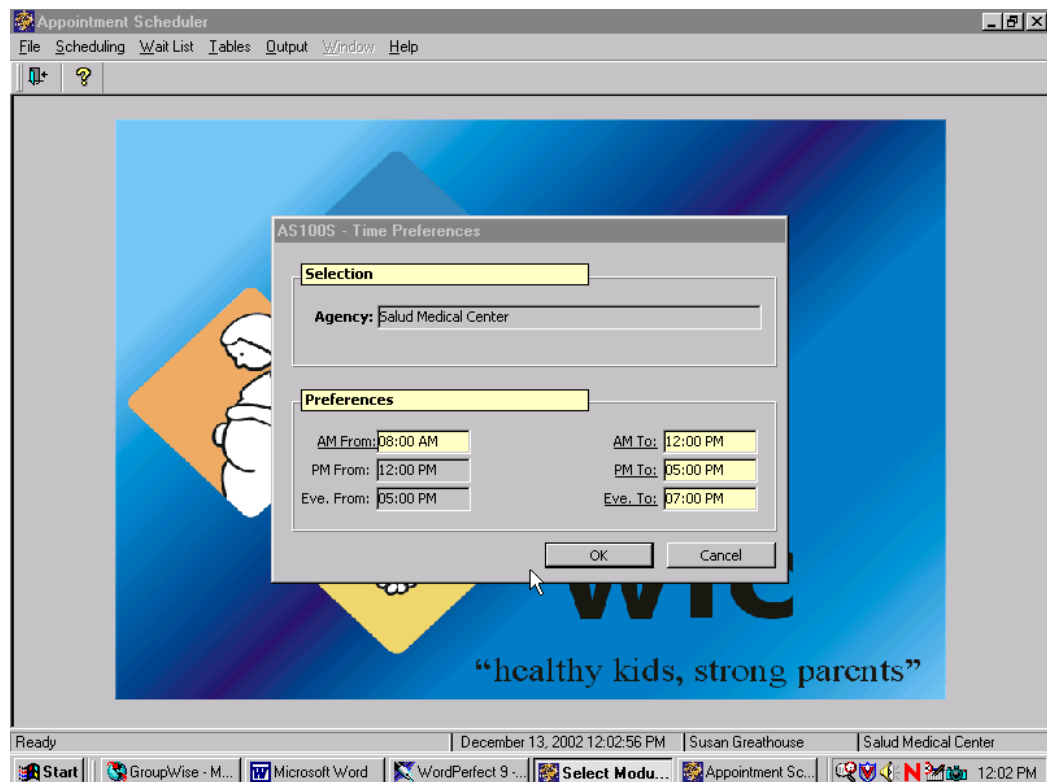 Appointment Scheduler
File Scheduling Wait List Tables Output Window Help
AS100S - Time Preferences
Selection
Agency: Salud Medical Center
Preferences
AM From: 08:00 AM AM To: 12:00 PM
PM From: 12:00 PM PM To: 05:00 PM
Eve. From: 05:00 PM Eve. To: 07:00 PM
OK Cancel
WIC
“healthy kids, strong parents”
Ready December 13, 2002 12:02:56 PM Susan Greathouse Salud Medical Center
Start GroupWise - M... Microsoft Word WordPerfect 9 -... Select Modu... Appointment Sc... 12:02 PM